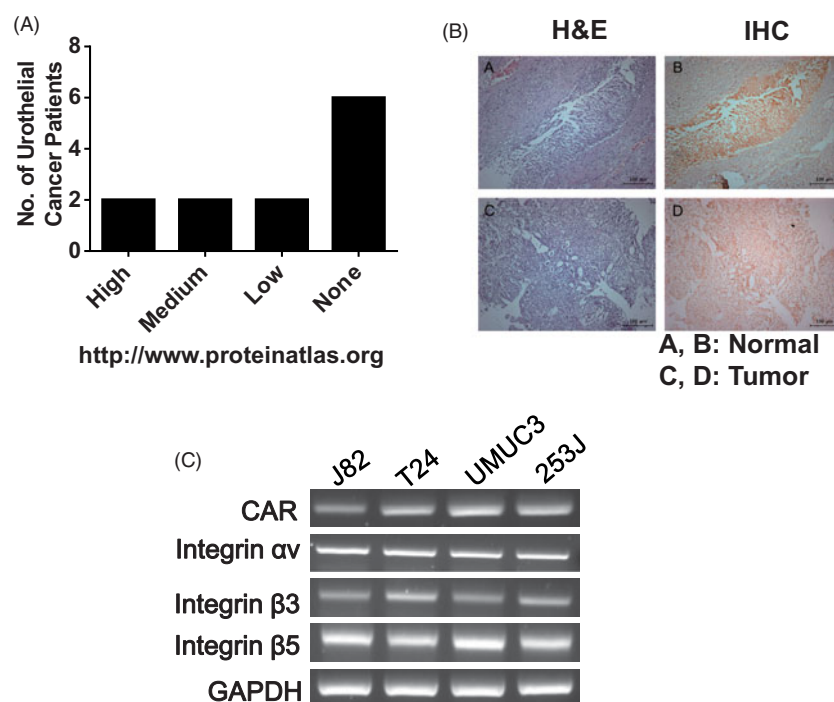 (A)
8
6
4
2
0
No. of Urothelial
Cancer Patients
High
Medium
Low
None
http://www.proteinatlas.org
(B)
H&E
IHC
A
B
C
D
A, B: Normal
C, D: Tumor
(C)
J82
T24
UMUC3
253J
CAR
Integrin αv
Integrin β3
Integrin β5
GAPDH